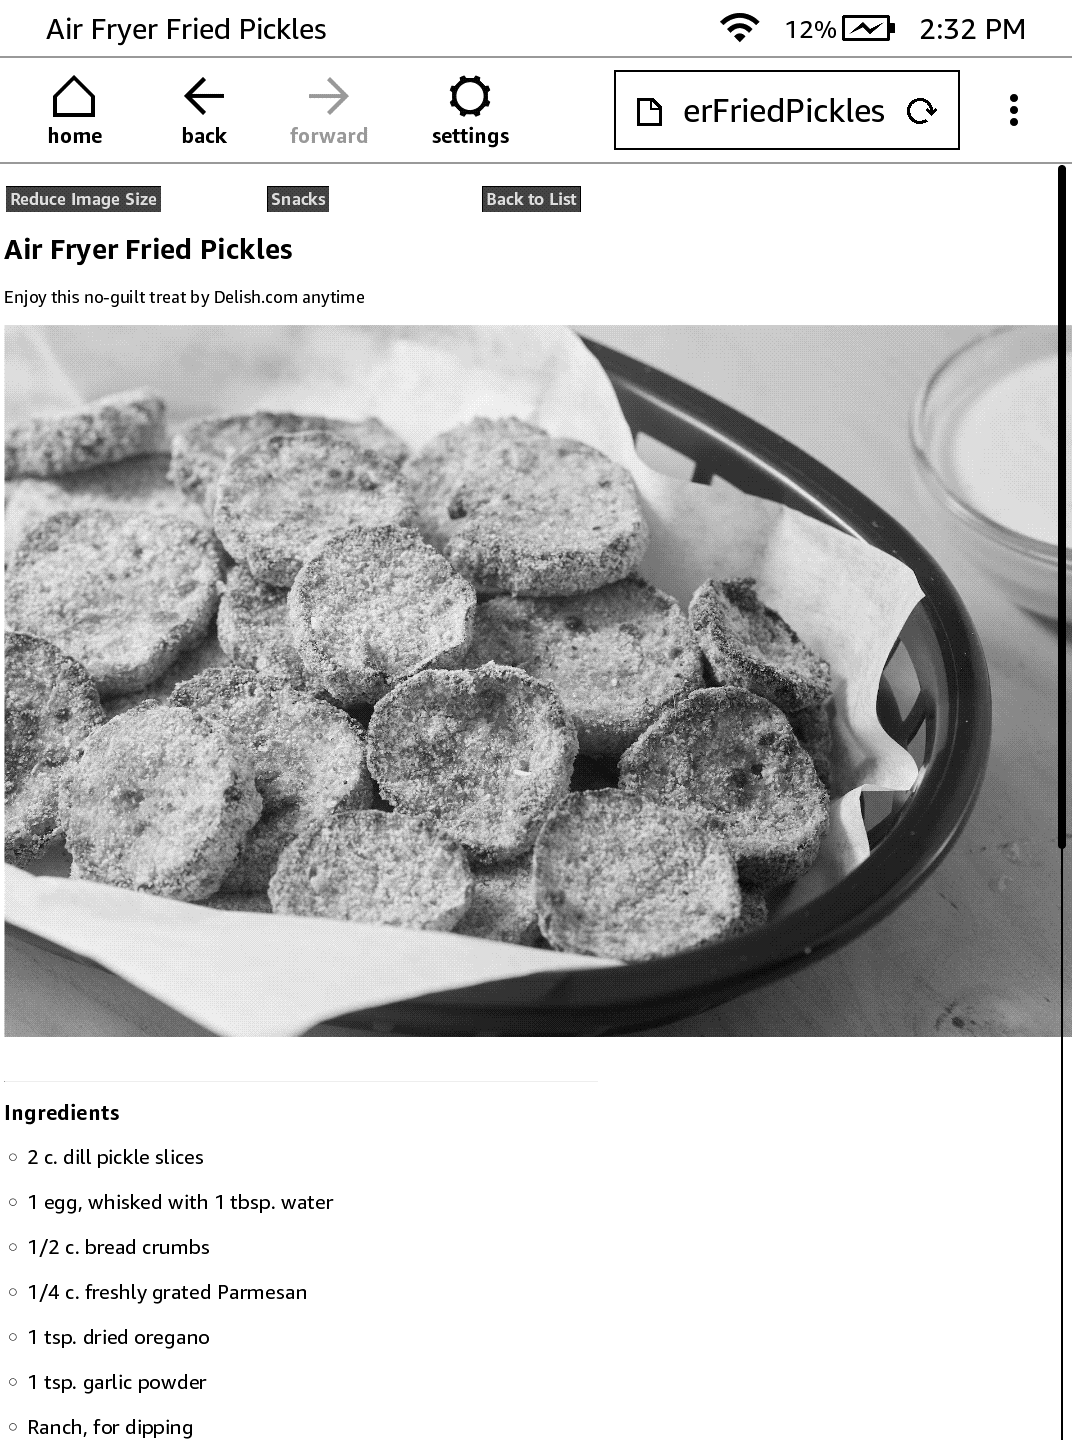 Air Fryer Fried Pickles
12%
2:32 PM
home
back
forward
settings
erFriedPickles
Reduce Image Size
Snacks
Back to List
Air Fryer Fried Pickles
Enjoy this no-guilt treat by Delish.com anytime
Ingredients
2 c. dill pickle slices
1 egg, whisked with 1 tbsp. water
1/2 c. bread crumbs
1/4 c. freshly grated Parmesan
1 tsp. dried oregano
1 tsp. garlic powder
Ranch, for dipping